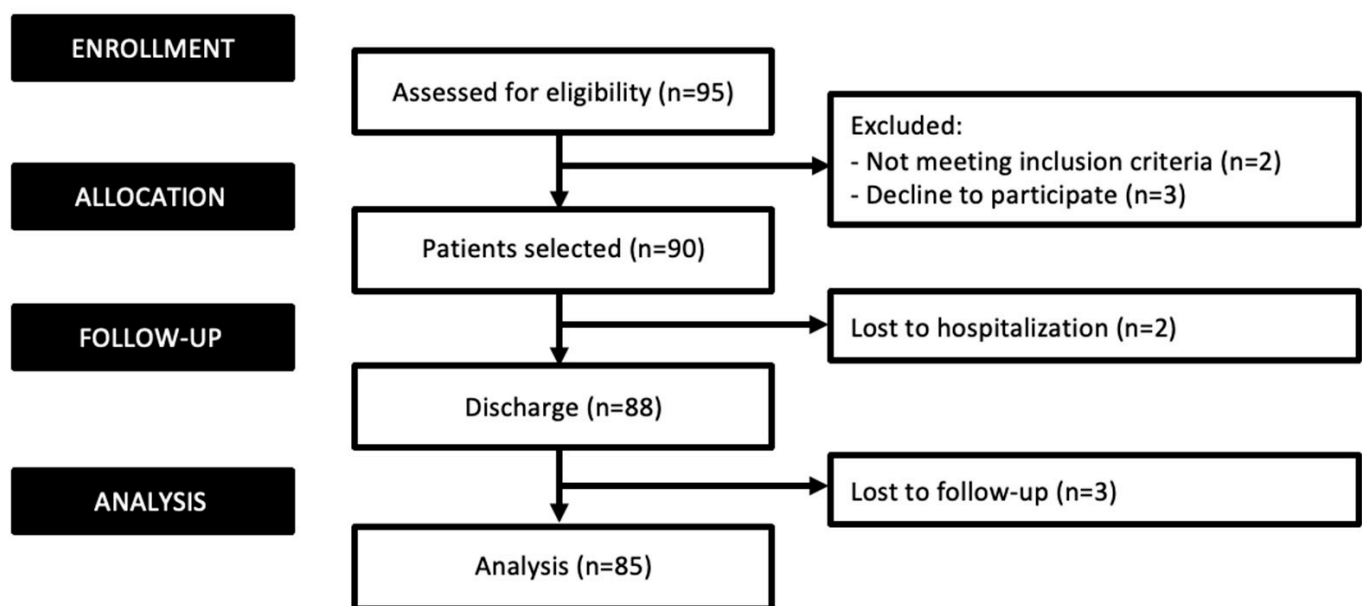 ENROLLMENT
Assessed for eligibility (n=95)
Excluded:
- Not meeting inclusion criteria (n=2)
- Decline to participate (n=3)
ALLOCATION
Patients selected (n=90)
FOLLOW-UP
Lost to hospitalization (n=2)
Discharge (n=88)
ANALYSIS
Lost to follow-up (n=3)
Analysis (n=85)